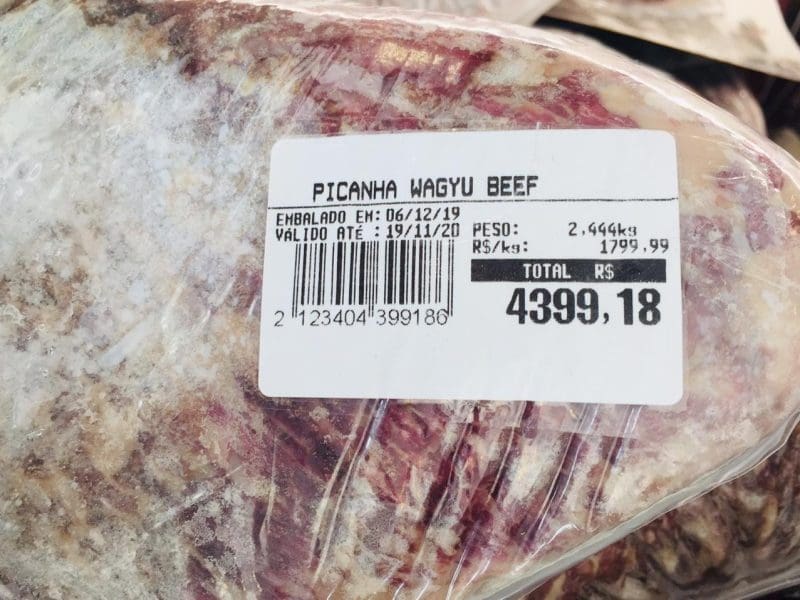 PICANHA WAGYU BEEF
EMBALADO EM: 06/12/19
VÁLIDO ATÉ : 19/11/20
PESO: 2,444kg
R$/kg: 1799,99
TOTAL R$
4399,18
2 123404 399186